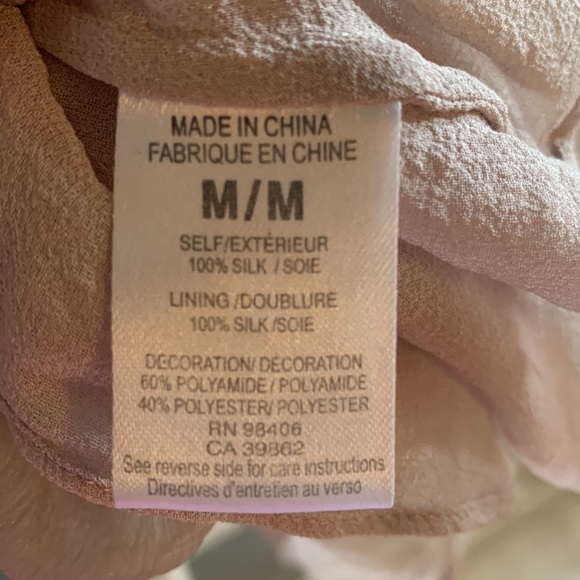 MADE IN CHINA
FABRIQUE EN CHINE
M/M
SELF/EXTÉRIEUR
100% SILK / SOIE
LINING /DOUBLURE
100% SILK /SOIE
DECORATION/ DECORATION
60% POLYAMIDE/ POLYAMIDE
40% POLYESTER/ POLYESTER
RN 98406
CA 39862
See reverse side for care instructions
Directives d'entretien au verso